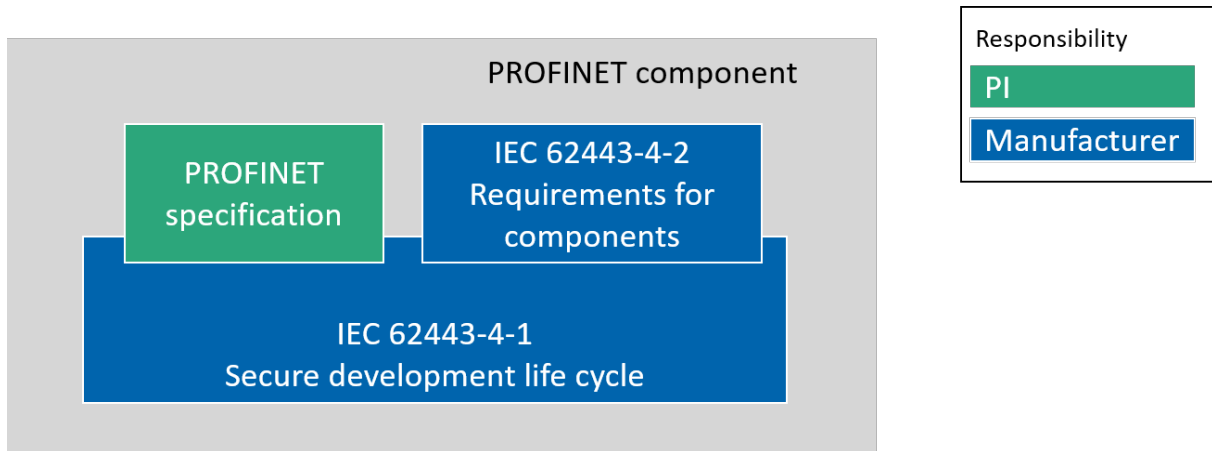 PROFINET component
PROFINET
specification
IEC 62443-4-2
Requirements for
components
IEC 62443-4-1
Secure development life cycle
Responsibility
PI
Manufacturer